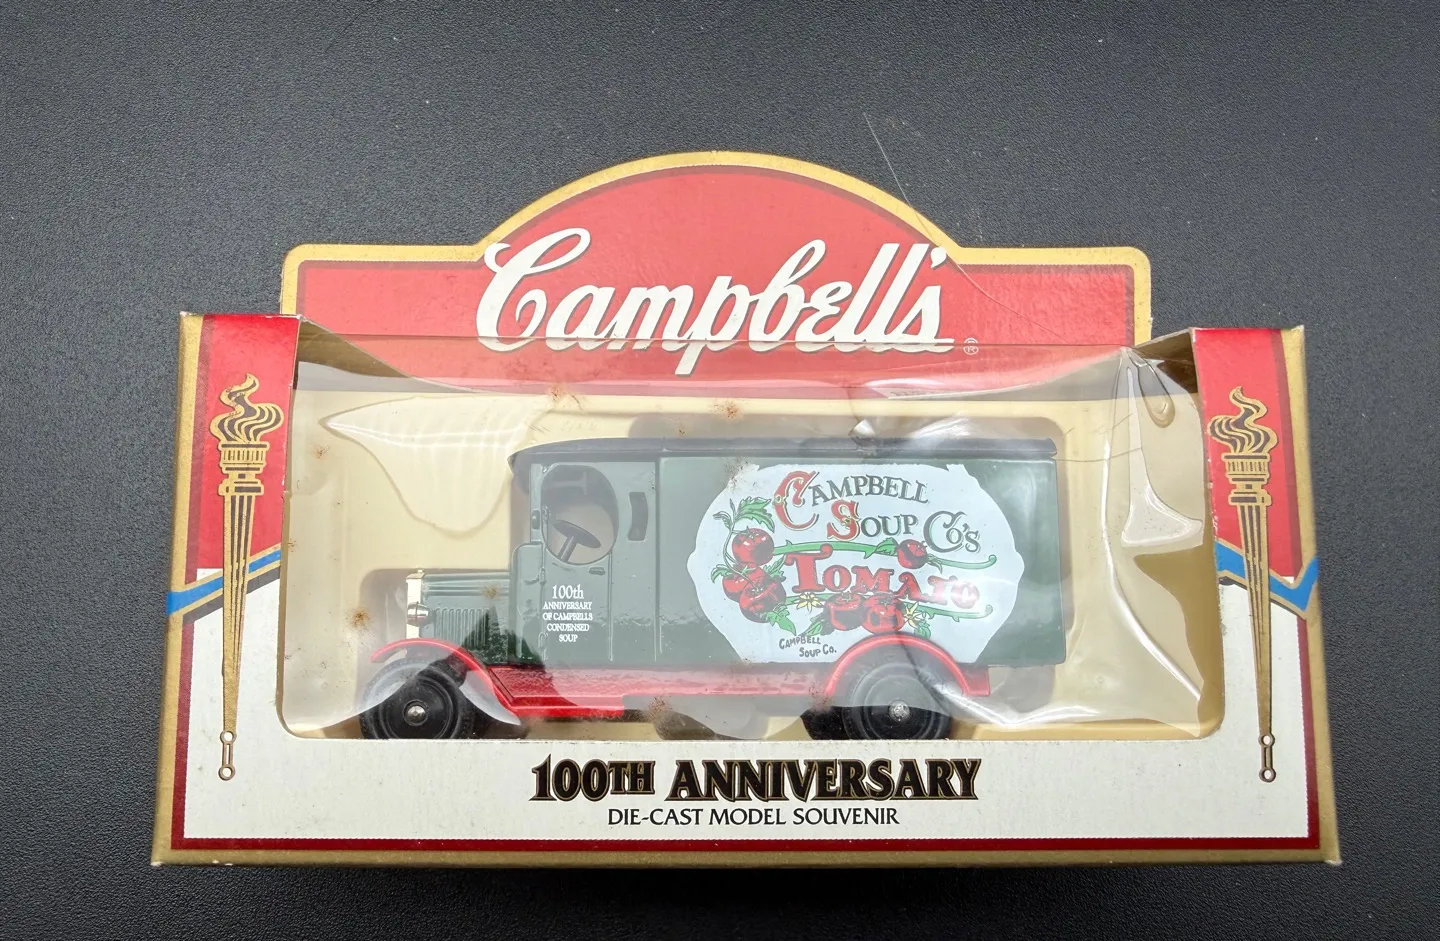 Campbell's®
CAMPBELL
SOUP CO'S
TOMATO
CAMPBELL
SOUP CO.
100th
ANNIVERSARY
OF CAMPBELL'S
CONDENSED
SOUP
100TH ANNIVERSARY
DIE-CAST MODEL SOUVENIR